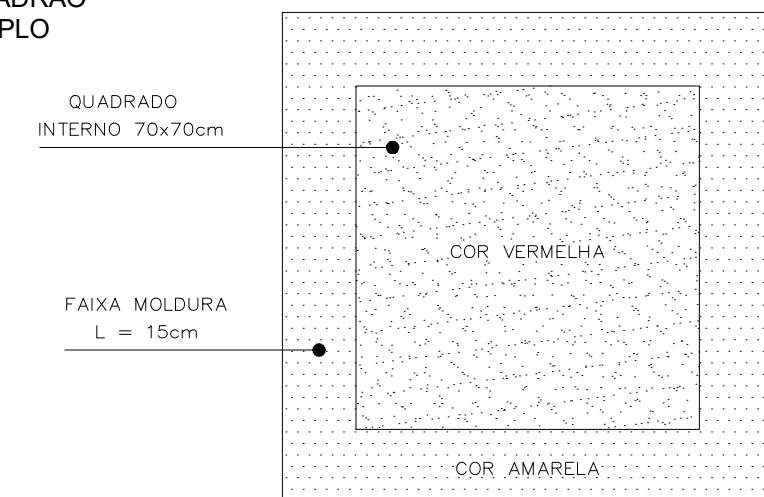 QUADRADO
INTERNO 70x70cm
COR VERMELHA
FAIXA MOLDURA
L = 15cm
COR AMARELA